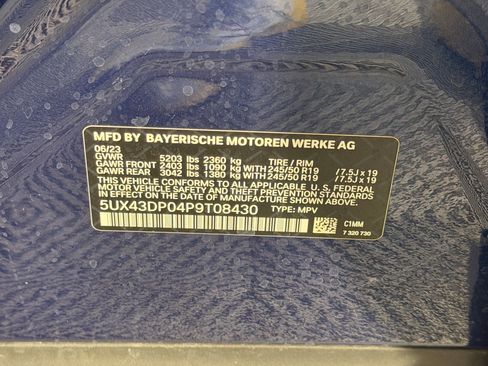 MFD BY BAYERISCHE MOTOREN WERKE AG
06/23
GVWR 5203 lbs 2360 kg TIRE / RIM
GAWR FRONT 2403 lbs 1090 kg WITH 245/50 R19 / 7.5J x 19
GAWR REAR 3042 lbs 1380 kg WITH 245/50 R19 / 7.5J x 19
THIS VEHICLE CONFORMS TO ALL APPLICABLE U. S. FEDERAL
MOTOR VEHICLE SAFETY AND THEFT PREVENTION STANDARDS
IN EFFECT ON THE DATE OF MANUFACTURE SHOWN ABOVE.
5UX43DP04P9T08430 TYPE: MPV
C1MM
7 320 730